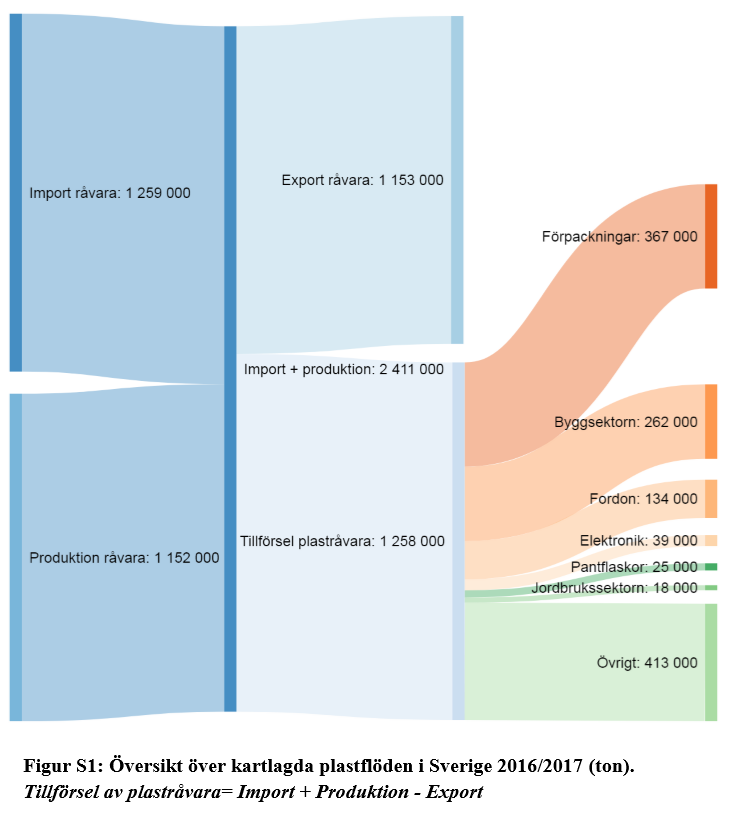 Import råvara: 1 259 000
Produktion råvara: 1 152 000
Import + produktion: 2 411 000
Export råvara: 1 153 000
Tillförsel plastråvara: 1 258 000
Förpackningar: 367 000
Byggsektorn: 262 000
Fordon: 134 000
Elektronik: 39 000
Pantflaskor: 25 000
Jordbrukssektorn: 18 000
Övrigt: 413 000
Figur S1: Översikt över kartlagda plastflöden i Sverige 2016/2017 (ton).
Tillförsel av plastråvara= Import + Produktion - Export